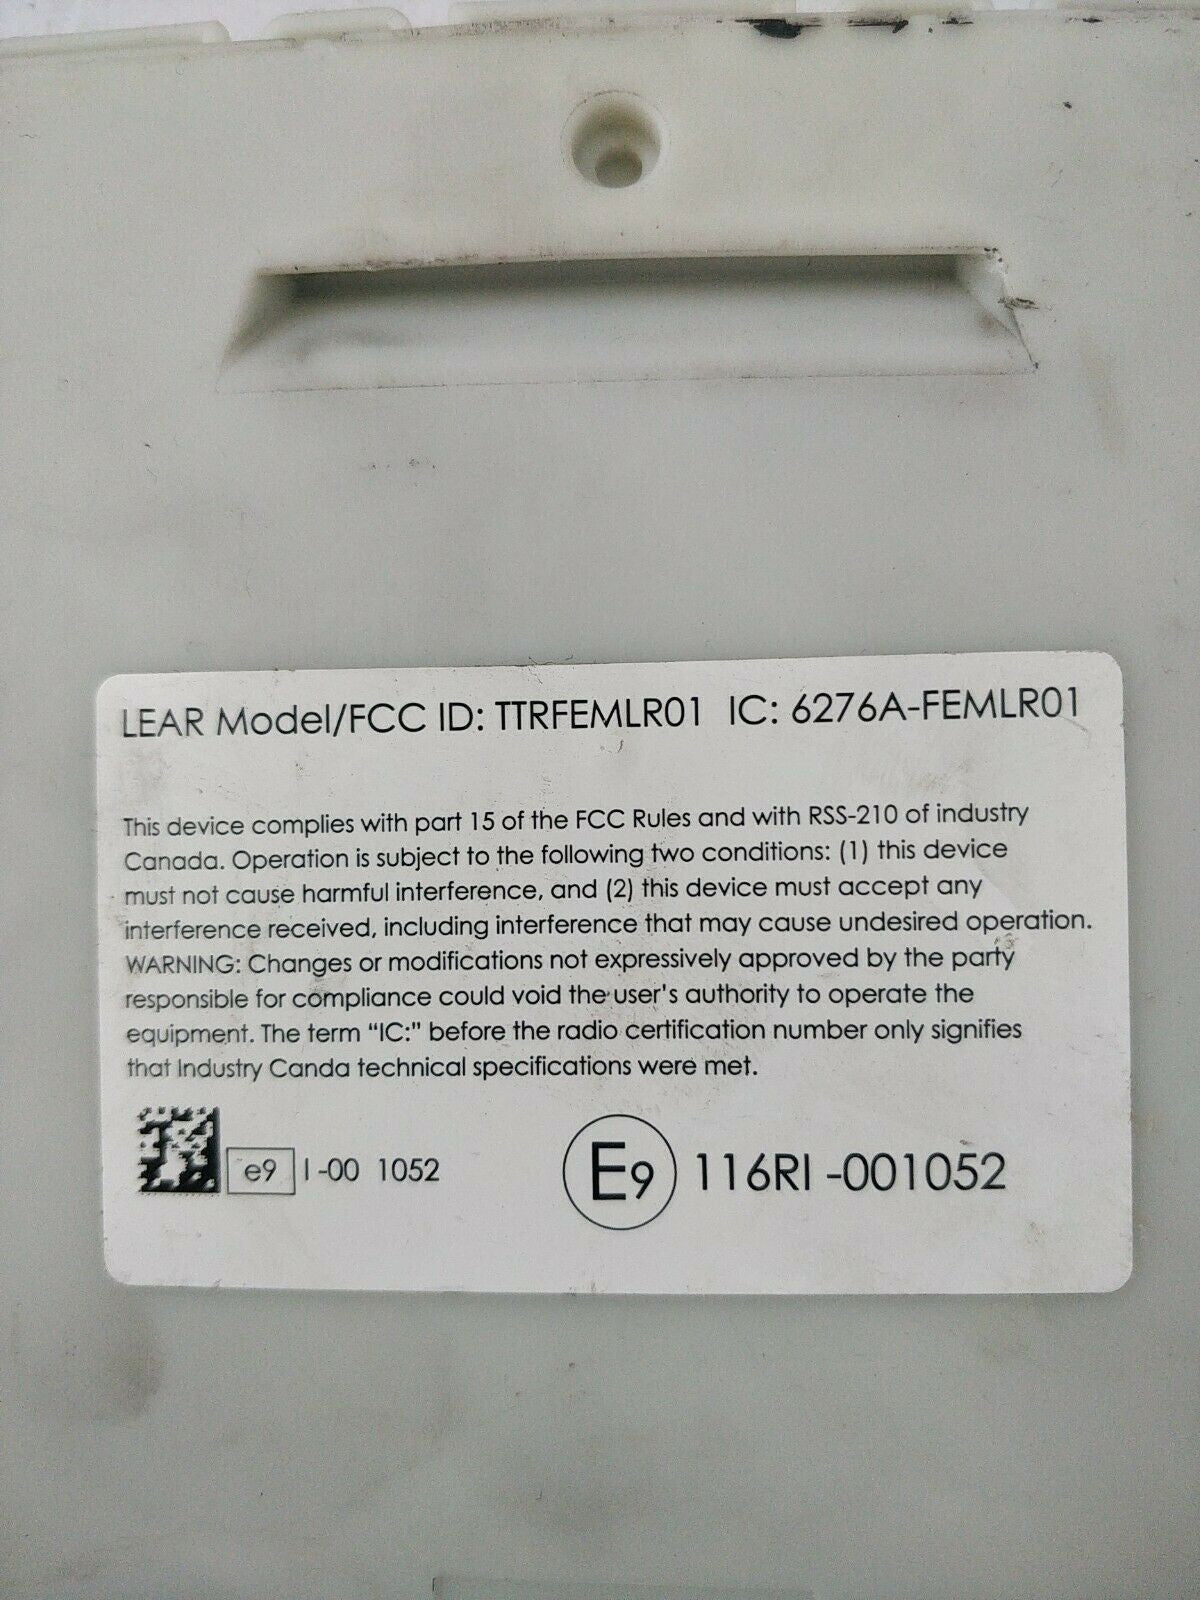 LEAR Model/FCC ID: TTRFEMLR01 IC: 6276A-FEMLR01
This device complies with part 15 of the FCC Rules and with RSS-210 of industry
Canada. Operation is subject to the following two conditions: (1) this device
must not cause harmful interference, and (2) this device must accept any
interference received, including interference that may cause undesired operation.
WARNING: Changes or modifications not expressively approved by the party
responsible for compliance could void the user's authority to operate the
equipment. The term “IC:” before the radio certification number only signifies
that Industry Canda technical specifications were met.
e9 I-00 1052 E9 116RI -001052